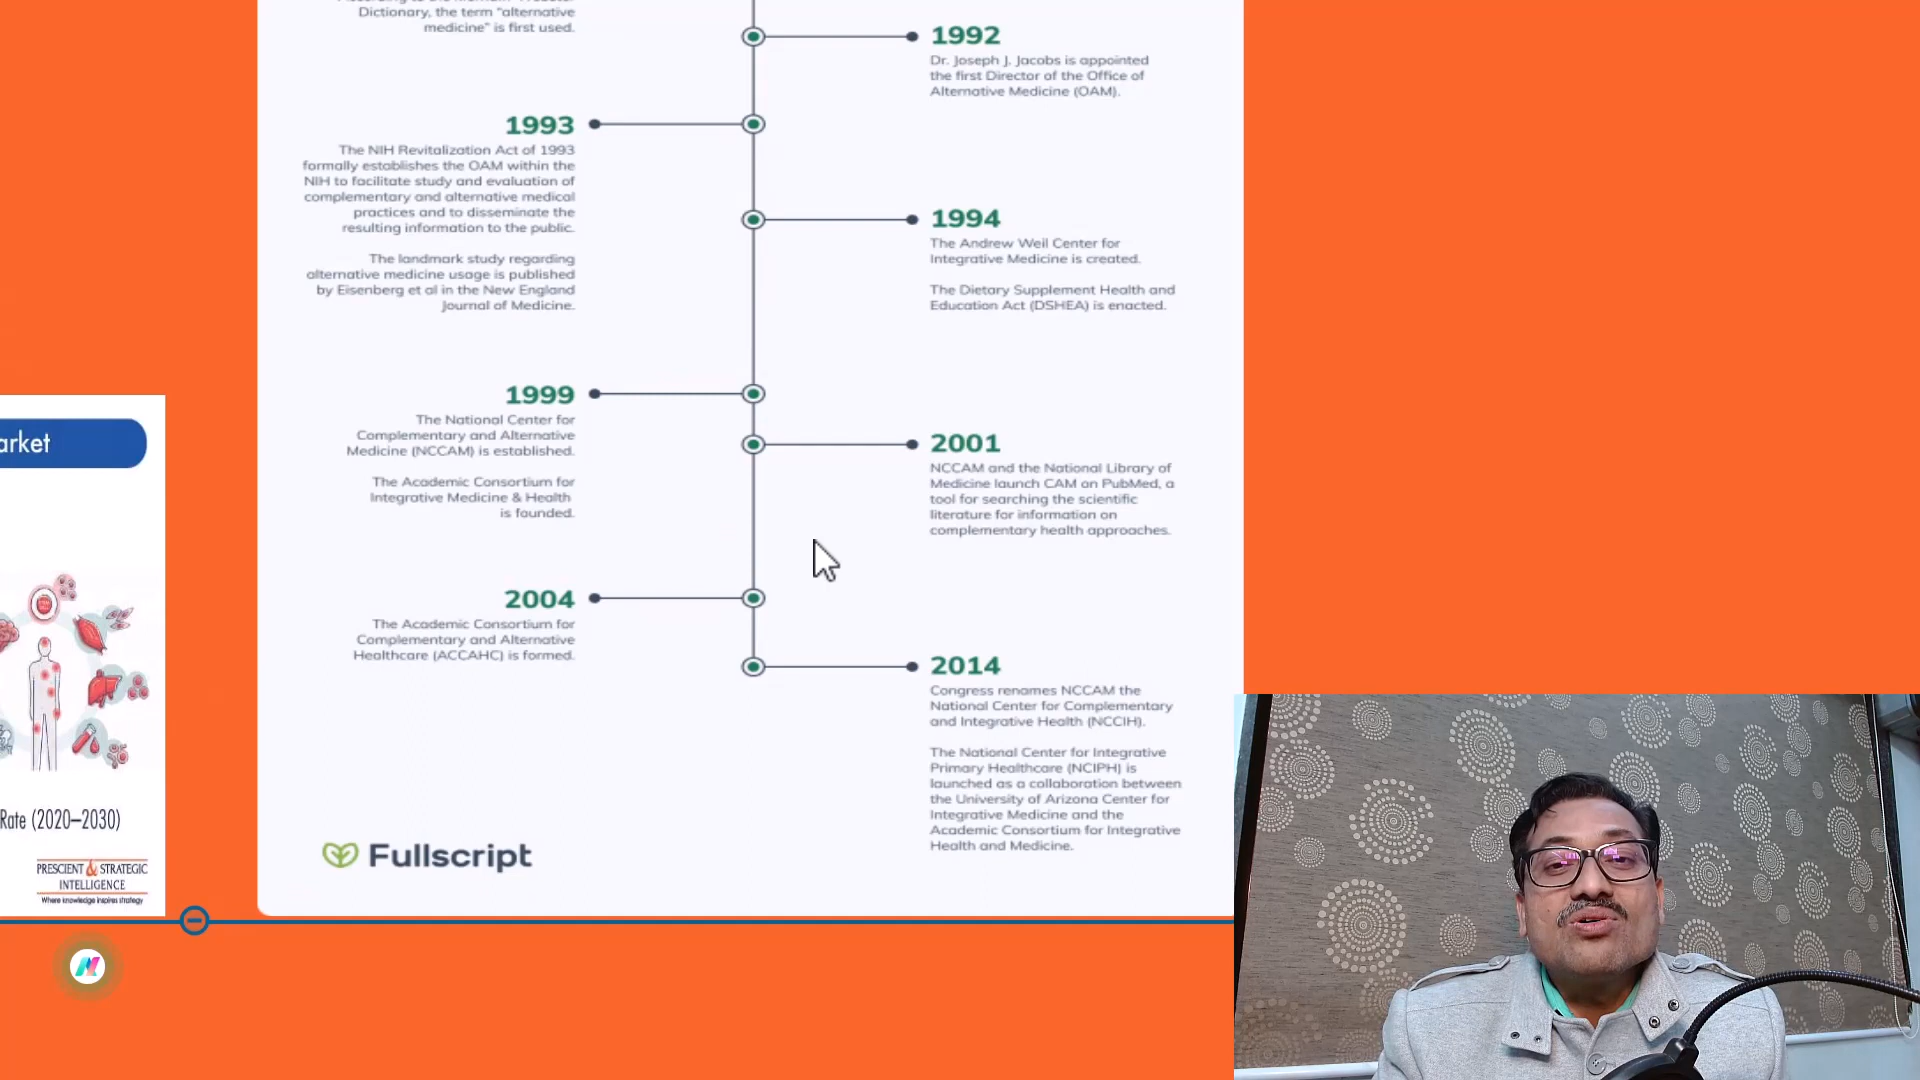 Dictionary, the term "alternative
medicine" is first used.
1992
Dr. Joseph J. Jacobs is appointed
the first Director of the Office of
Alternative Medicine (OAM).
1993
The NIH Revitalization Act of 1993
formally establishes the OAM within the
NIH to facilitate study and evaluation of
complementary and alternative medical
practices and to disseminate the
resulting information to the public.
The landmark study regarding
alternative medicine usage is published
by Eisenberg et al in the New England
Journal of Medicine.
1994
The Andrew Weil Center for
Integrative Medicine is created.
The Dietary Supplement Health and
Education Act (DSHEA) is enacted.
1999
The National Center for
Complementary and Alternative
Medicine (NCCAM) is established.
The Academic Consortium for
Integrative Medicine & Health
is founded.
2001
NCCAM and the National Library of
Medicine launch CAM on PubMed, a
tool for searching the scientific
literature for information on
complementary health approaches.
2004
The Academic Consortium for
Complementary and Alternative
Healthcare (ACCAHC) is formed.
2014
Congress renames NCCAM the
National Center for Complementary
and Integrative Health (NCCIH).
The National Center for Integrative
Primary Healthcare (NCIPH) is
launched as a collaboration between
the University of Arizona Center for
Integrative Medicine and the
Academic Consortium for Integrative
Health and Medicine.
Fullscript
arket
Rate (2020–2030)
PRESCIENT & STRATEGIC
INTELLIGENCE
Where knowledge inspires strategy